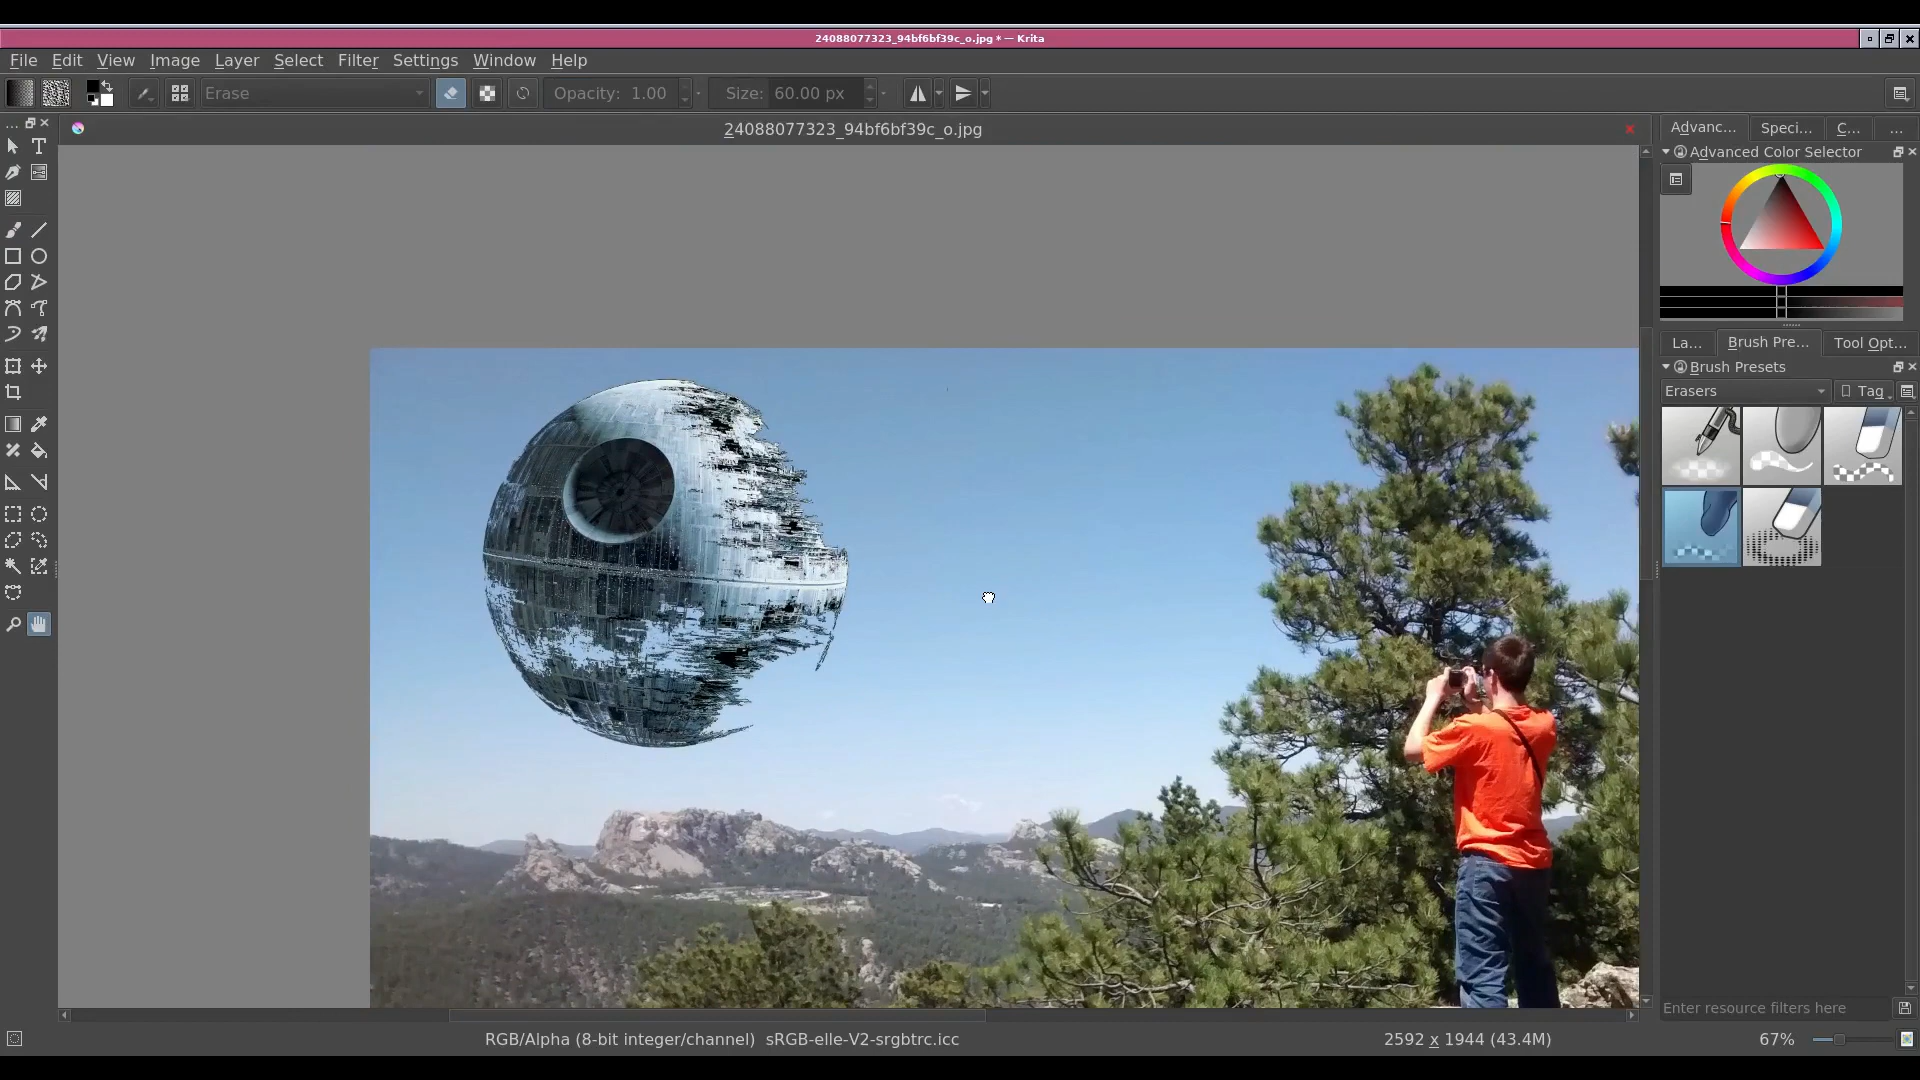 24088077323_94bf6bf39c_o.jpg * — Krita
File Edit View Image Layer Select Filter Settings Window Help
Erase Opacity: 1.00 Size: 60.00 px
24088077323_94bf6bf39c_o.jpg
Advanc... Speci... C... ...
Advanced Color Selector
La... Brush Pre... Tool Opt...
Brush Presets
Erasers Tag
Enter resource filters here
RGB/Alpha (8-bit integer/channel) sRGB-elle-V2-srgbtrc.icc 2592 x 1944 (43.4M) 67%